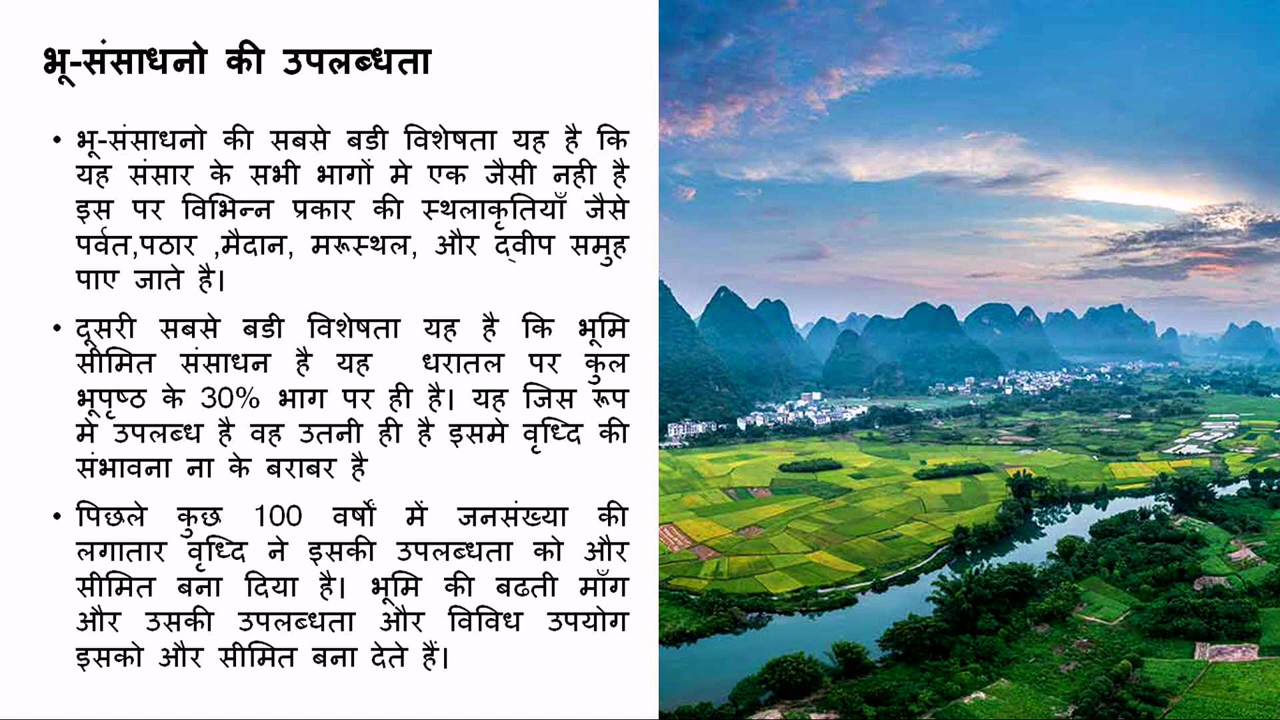 भू-संसाधनो की उपलब्धता
• भू-संसाधनो की सबसे बडी विशेषता यह है कि
यह संसार के सभी भागों मे एक जैसी नही है
इस पर विभिन्न प्रकार की स्थलाकृतियाँ जैसे
पर्वत,पठार ,मैदान, मरूस्थल, और द्वीप समुह
पाए जाते है।
• दूसरी सबसे बडी विशेषता यह है कि भूमि
सीमित संसाधन है यह धरातल पर कुल
भूपृष्ठ के 30% भाग पर ही है। यह जिस रूप
मे उपलब्ध है वह उतनी ही है इसमे वृध्दि की
संभावना ना के बराबर है
• पिछले कुछ 100 वर्षों में जनसंख्या की
लगातार वृध्दि ने इसकी उपलब्धता को और
सीमित बना दिया है। भूमि की बढती माँग
और उसकी उपलब्धता और विविध उपयोग
इसको और सीमित बना देते हैं।